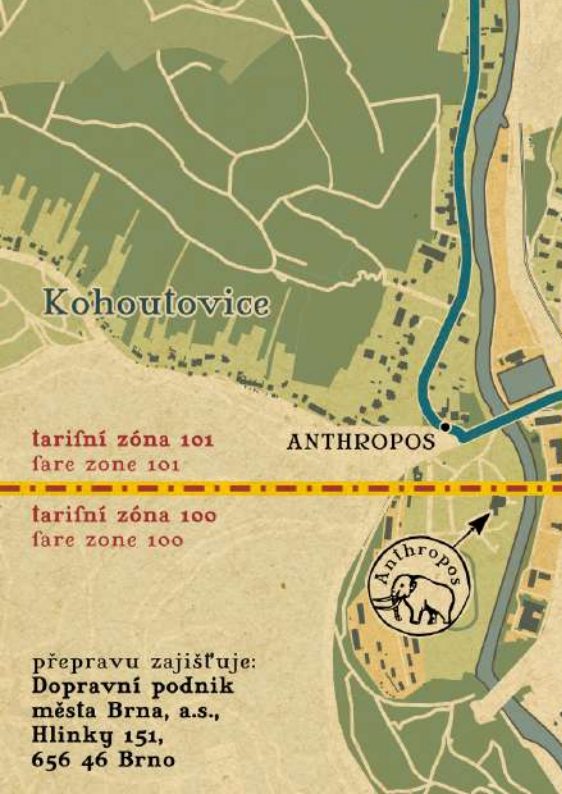 Kohoutovice
tarifní zóna 101
fare zone 101
ANTHROPOS
tarifní zóna 100
fare zone 100
Anthropos
přepravu zajišťuje:
Dopravní podnik
města Brna, a.s.,
Hlinky 151,
656 46 Brno